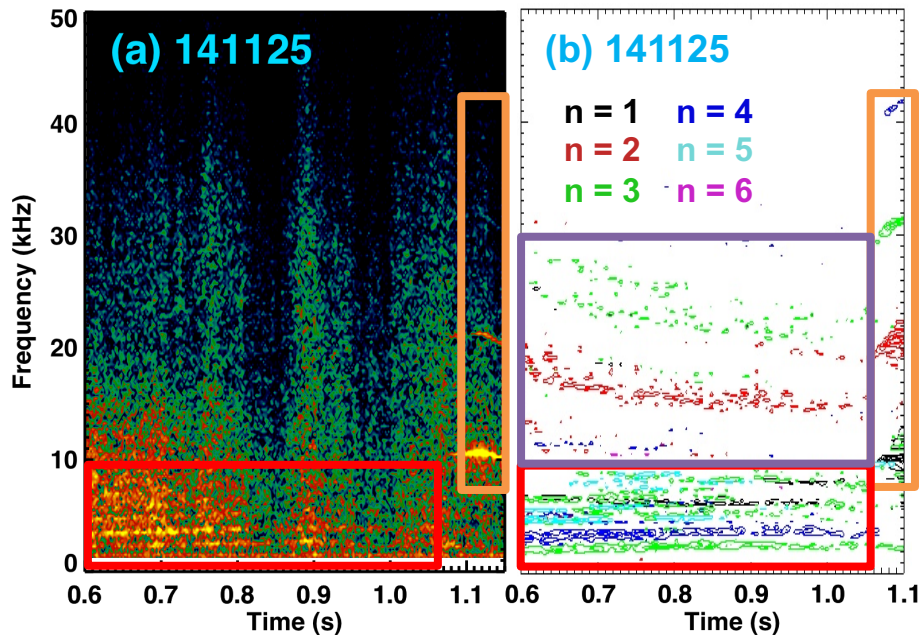 (a) 141125
(b) 141125
n = 1 n = 4
n = 2 n = 5
n = 3 n = 6
Frequency (kHz)
50
40
30
20
10
0
0.6 0.7 0.8 0.9 1.0 1.1
Time (s)
0.6 0.7 0.8 0.9 1.0 1.1
Time (s)